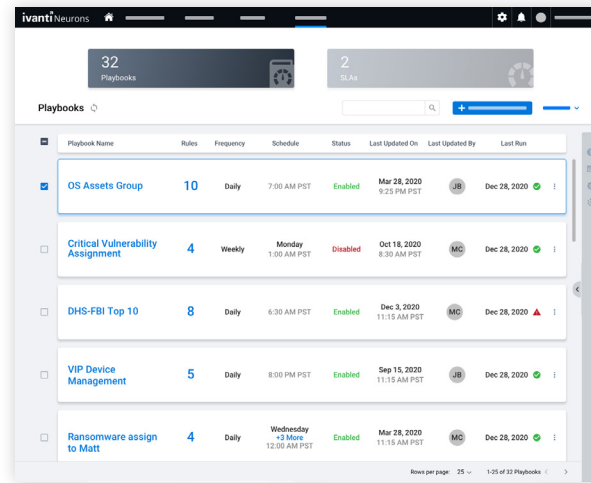 ivanti Neurons
32
Playbooks
2
SLAs
Playbooks
Playbook Name Rules Frequency Schedule Status Last Updated On Last Updated By Last Run
OS Assets Group 10 Daily 7:00 AM PST Enabled Mar 28, 2020 JB Dec 28, 2020
9:25 PM PST
Critical Vulnerability 4 Weekly Monday Disabled Oct 18, 2020 MC Dec 28, 2020
Assignment 1:00 AM PST 8:30 AM PST
DHS-FBI Top 10 8 Daily 6:30 AM PST Enabled Dec 3, 2020 MC Dec 28, 2020
11:15 AM PST
VIP Device 5 Daily 8:00 PM PST Enabled Sep 15, 2020 JB Dec 28, 2020
Management 11:15 AM PST
Ransomware assign 4 Daily Wednesday Enabled Mar 28, 2020 MC Dec 28, 2020
to Matt +3 More 11:15 AM PST
12:00 AM PST
Rows per page: 25 1-25 of 32 Playbooks